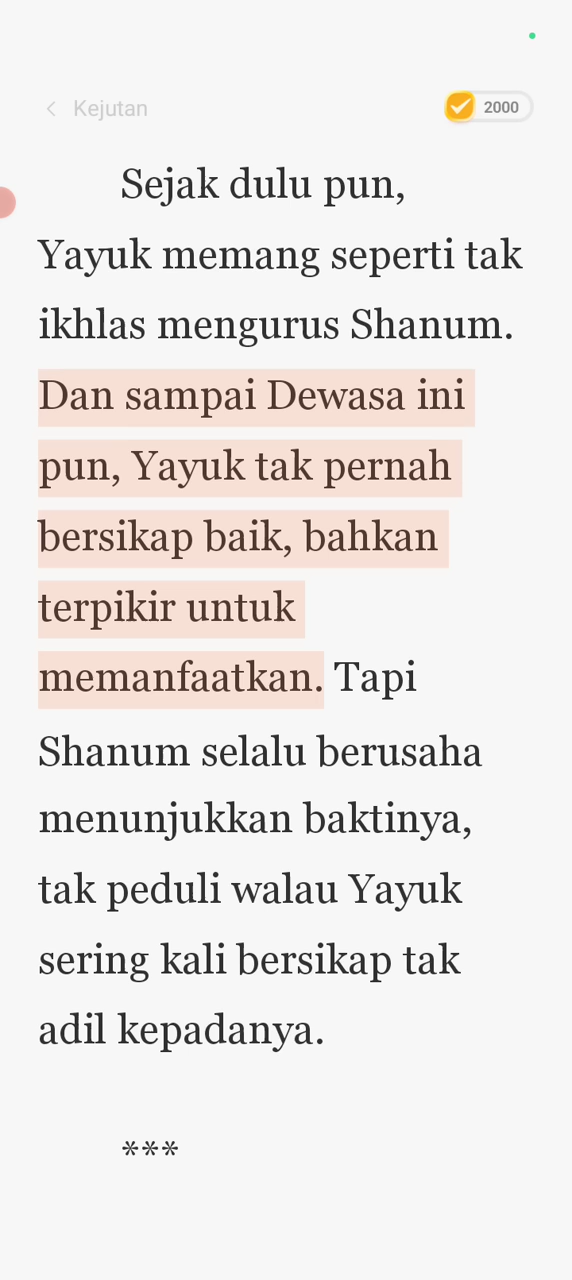 Kejutan
2000
Sejak dulu pun,
Yayuk memang seperti tak
ikhlas mengurus Shanum.
Dan sampai Dewasa ini
pun, Yayuk tak pernah
bersikap baik, bahkan
terpikir untuk
memanfaatkan. Tapi
Shanum selalu berusaha
menunjukkan baktinya,
tak peduli walau Yayuk
sering kali bersikap tak
adil kepadanya.
***